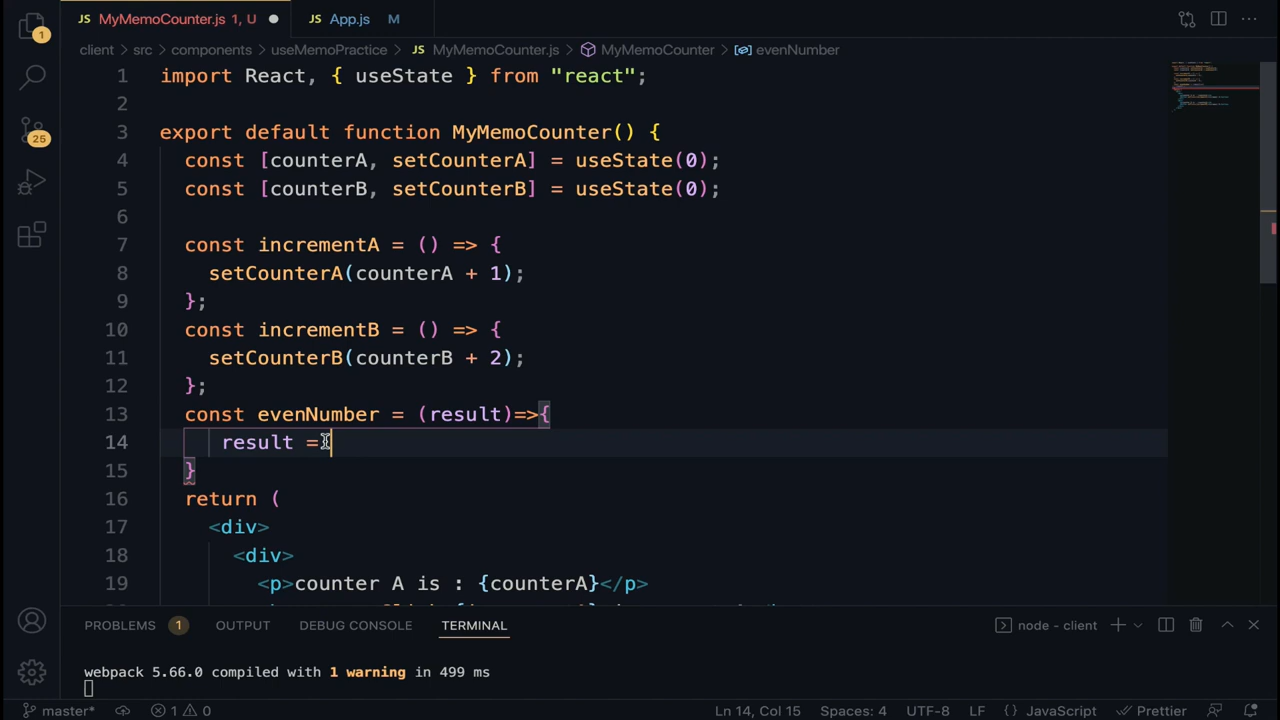 JS MyMemoCounter.js 1, U JS App.js M
client > src > components > useMemoPractice > JS MyMemoCounter.js > MyMemoCounter > evenNumber
1 import React, { useState } from "react";
2
3 export default function MyMemoCounter() {
4 const [counterA, setCounterA] = useState(0);
5 const [counterB, setCounterB] = useState(0);
6
7 const incrementA = () => {
8 setCounterA(counterA + 1);
9 };
10 const incrementB = () => {
11 setCounterB(counterB + 2);
12 };
13 const evenNumber = (result)=>{
14 result =
15 }
16 return (
17 <div>
18 <div>
19 <p>counter A is : {counterA}</p>
1
25
PROBLEMS 1 OUTPUT DEBUG CONSOLE TERMINAL node - client
webpack 5.66.0 compiled with 1 warning in 499 ms
master* 1 0 Ln 14, Col 15 Spaces: 4 UTF-8 LF {} JavaScript Prettier